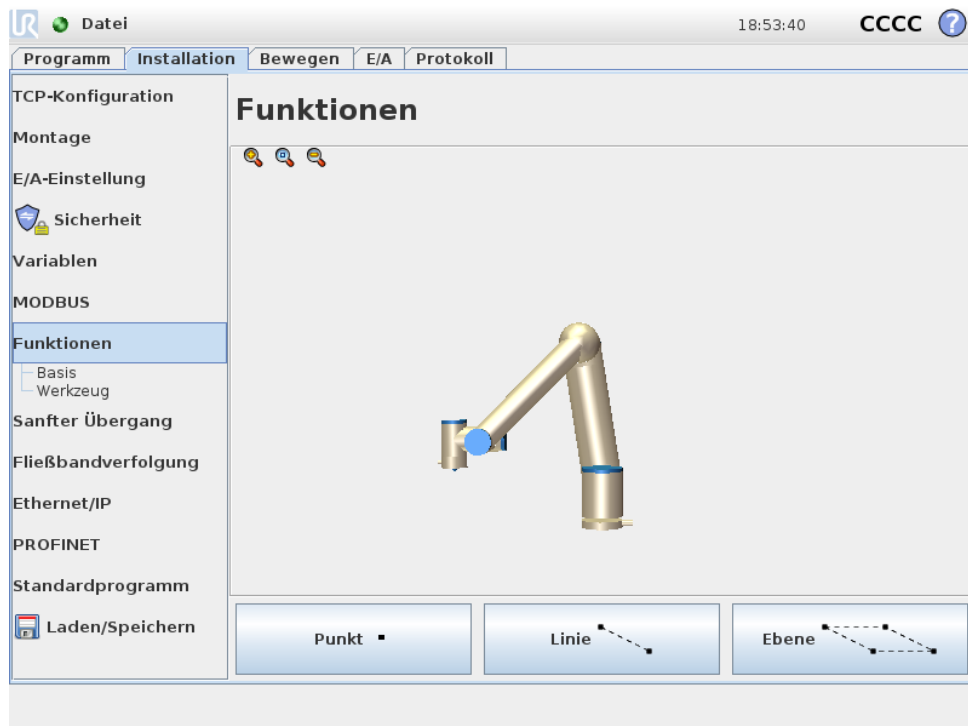 UR Datei 18:53:40 CCCC ?
Programm Installation Bewegen E/A Protokoll
TCP-Konfiguration
Montage
E/A-Einstellung
Sicherheit
Variablen
MODBUS
Funktionen
Basis
Werkzeug
Sanfter Übergang
Fließbandverfolgung
Ethernet/IP
PROFINET
Standardprogramm
Laden/Speichern
Funktionen
Punkt Linie Ebene